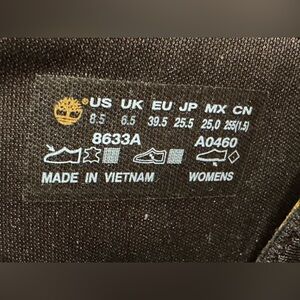 US UK EU JP MX CN
8.5 6.5 39.5 25.5 25,0 255(1.5)
8633A A0460
MADE IN VIETNAM WOMENS